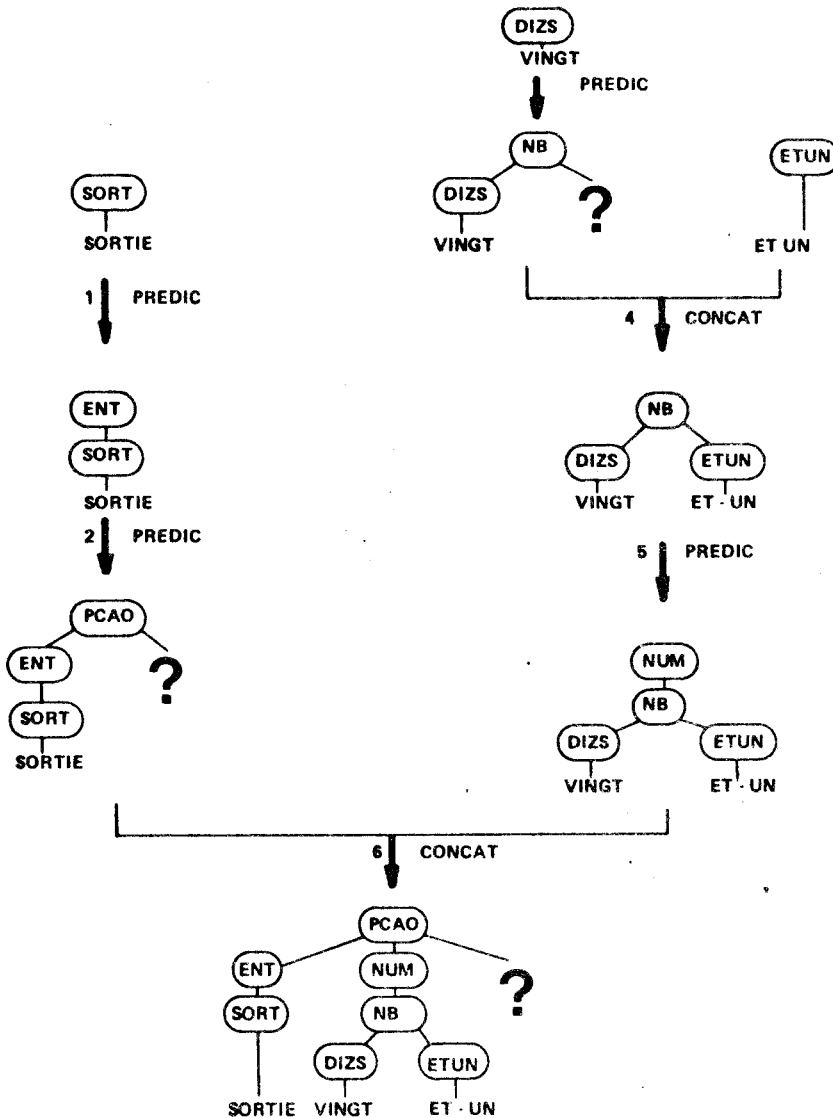 DIZS
VINGT
PREDIC
NB
DIZS
?
VINGT
ETUN
ET UN
SORT
SORTIE
1 PREDIC
4 CONCAT
ENT
SORT
SORTIE
2 PREDIC
NB
DIZS ETUN
VINGT ET - UN
5 PREDIC
PCAO
ENT ?
SORT
SORTIE
NUM
NB
DIZS ETUN
VINGT ET - UN
6 CONCAT
PCAO
ENT NUM ?
SORT NB
DIZS ETUN
SORTIE VINGT ET - UN